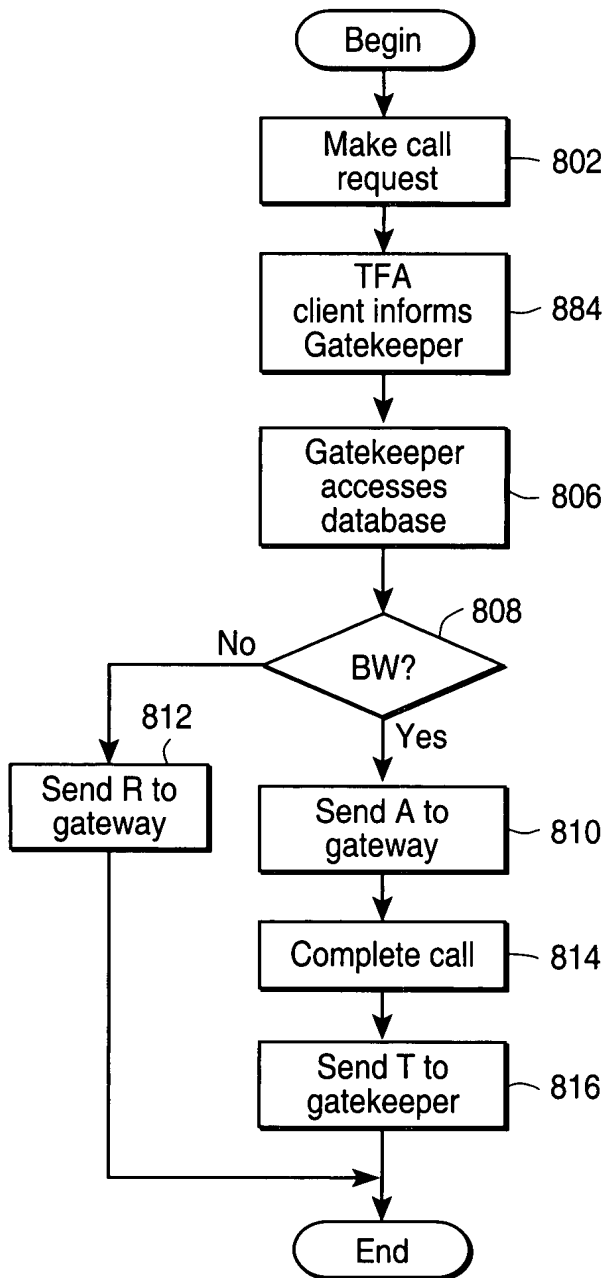 Begin
Make call
request
802
TFA
client informs
Gatekeeper
884
Gatekeeper
accesses
database
806
808
No
BW?
Yes
812
Send R to
gateway
Send A to
gateway
810
Complete call
814
Send T to
gatekeeper
816
End